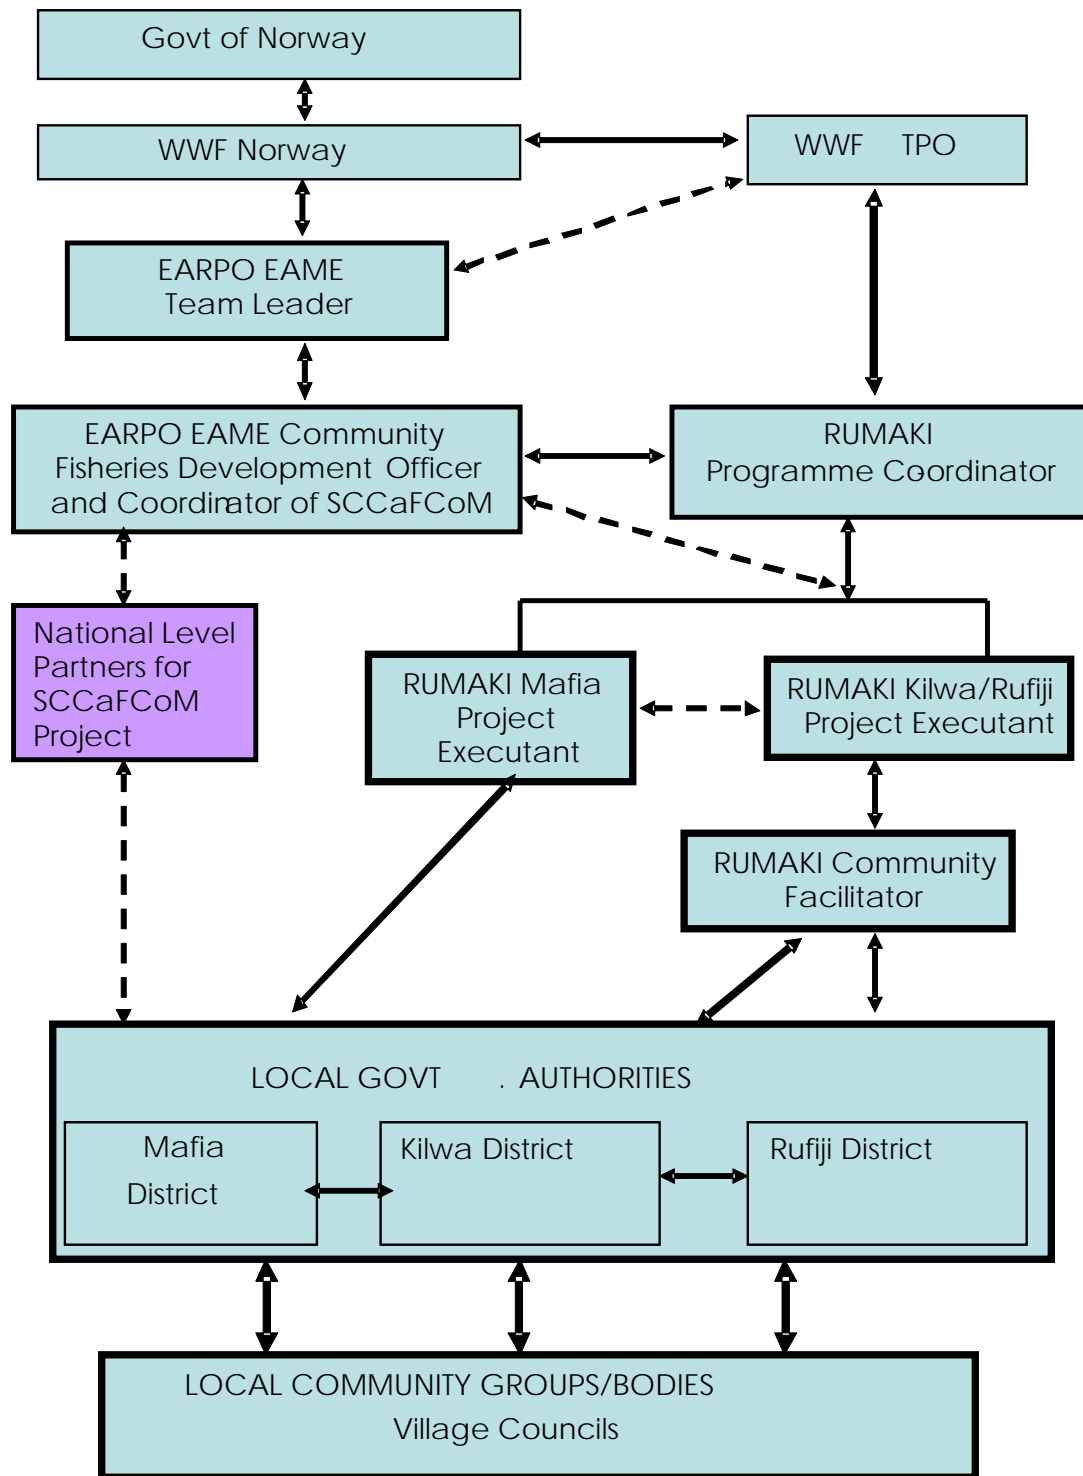 Govt of Norway
WWF Norway
WWF TPO
EARPO EAME
Team Leader
EARPO EAME Community
Fisheries Development Officer
and Coordinator of SCCaFCoM
RUMAKI
Programme Co-ordinator
National Level
Partners for
SCCaFCoM
Project
RUMAKI Mafia
Project
Executant
RUMAKI Kilwa/Rufiji
Project Executant
RUMAKI Community
Facilitator
LOCAL GOVT . AUTHORITIES
Mafia
District
Kilwa District
Rufiji District
LOCAL COMMUNITY GROUPS/BODIES
Village Councils